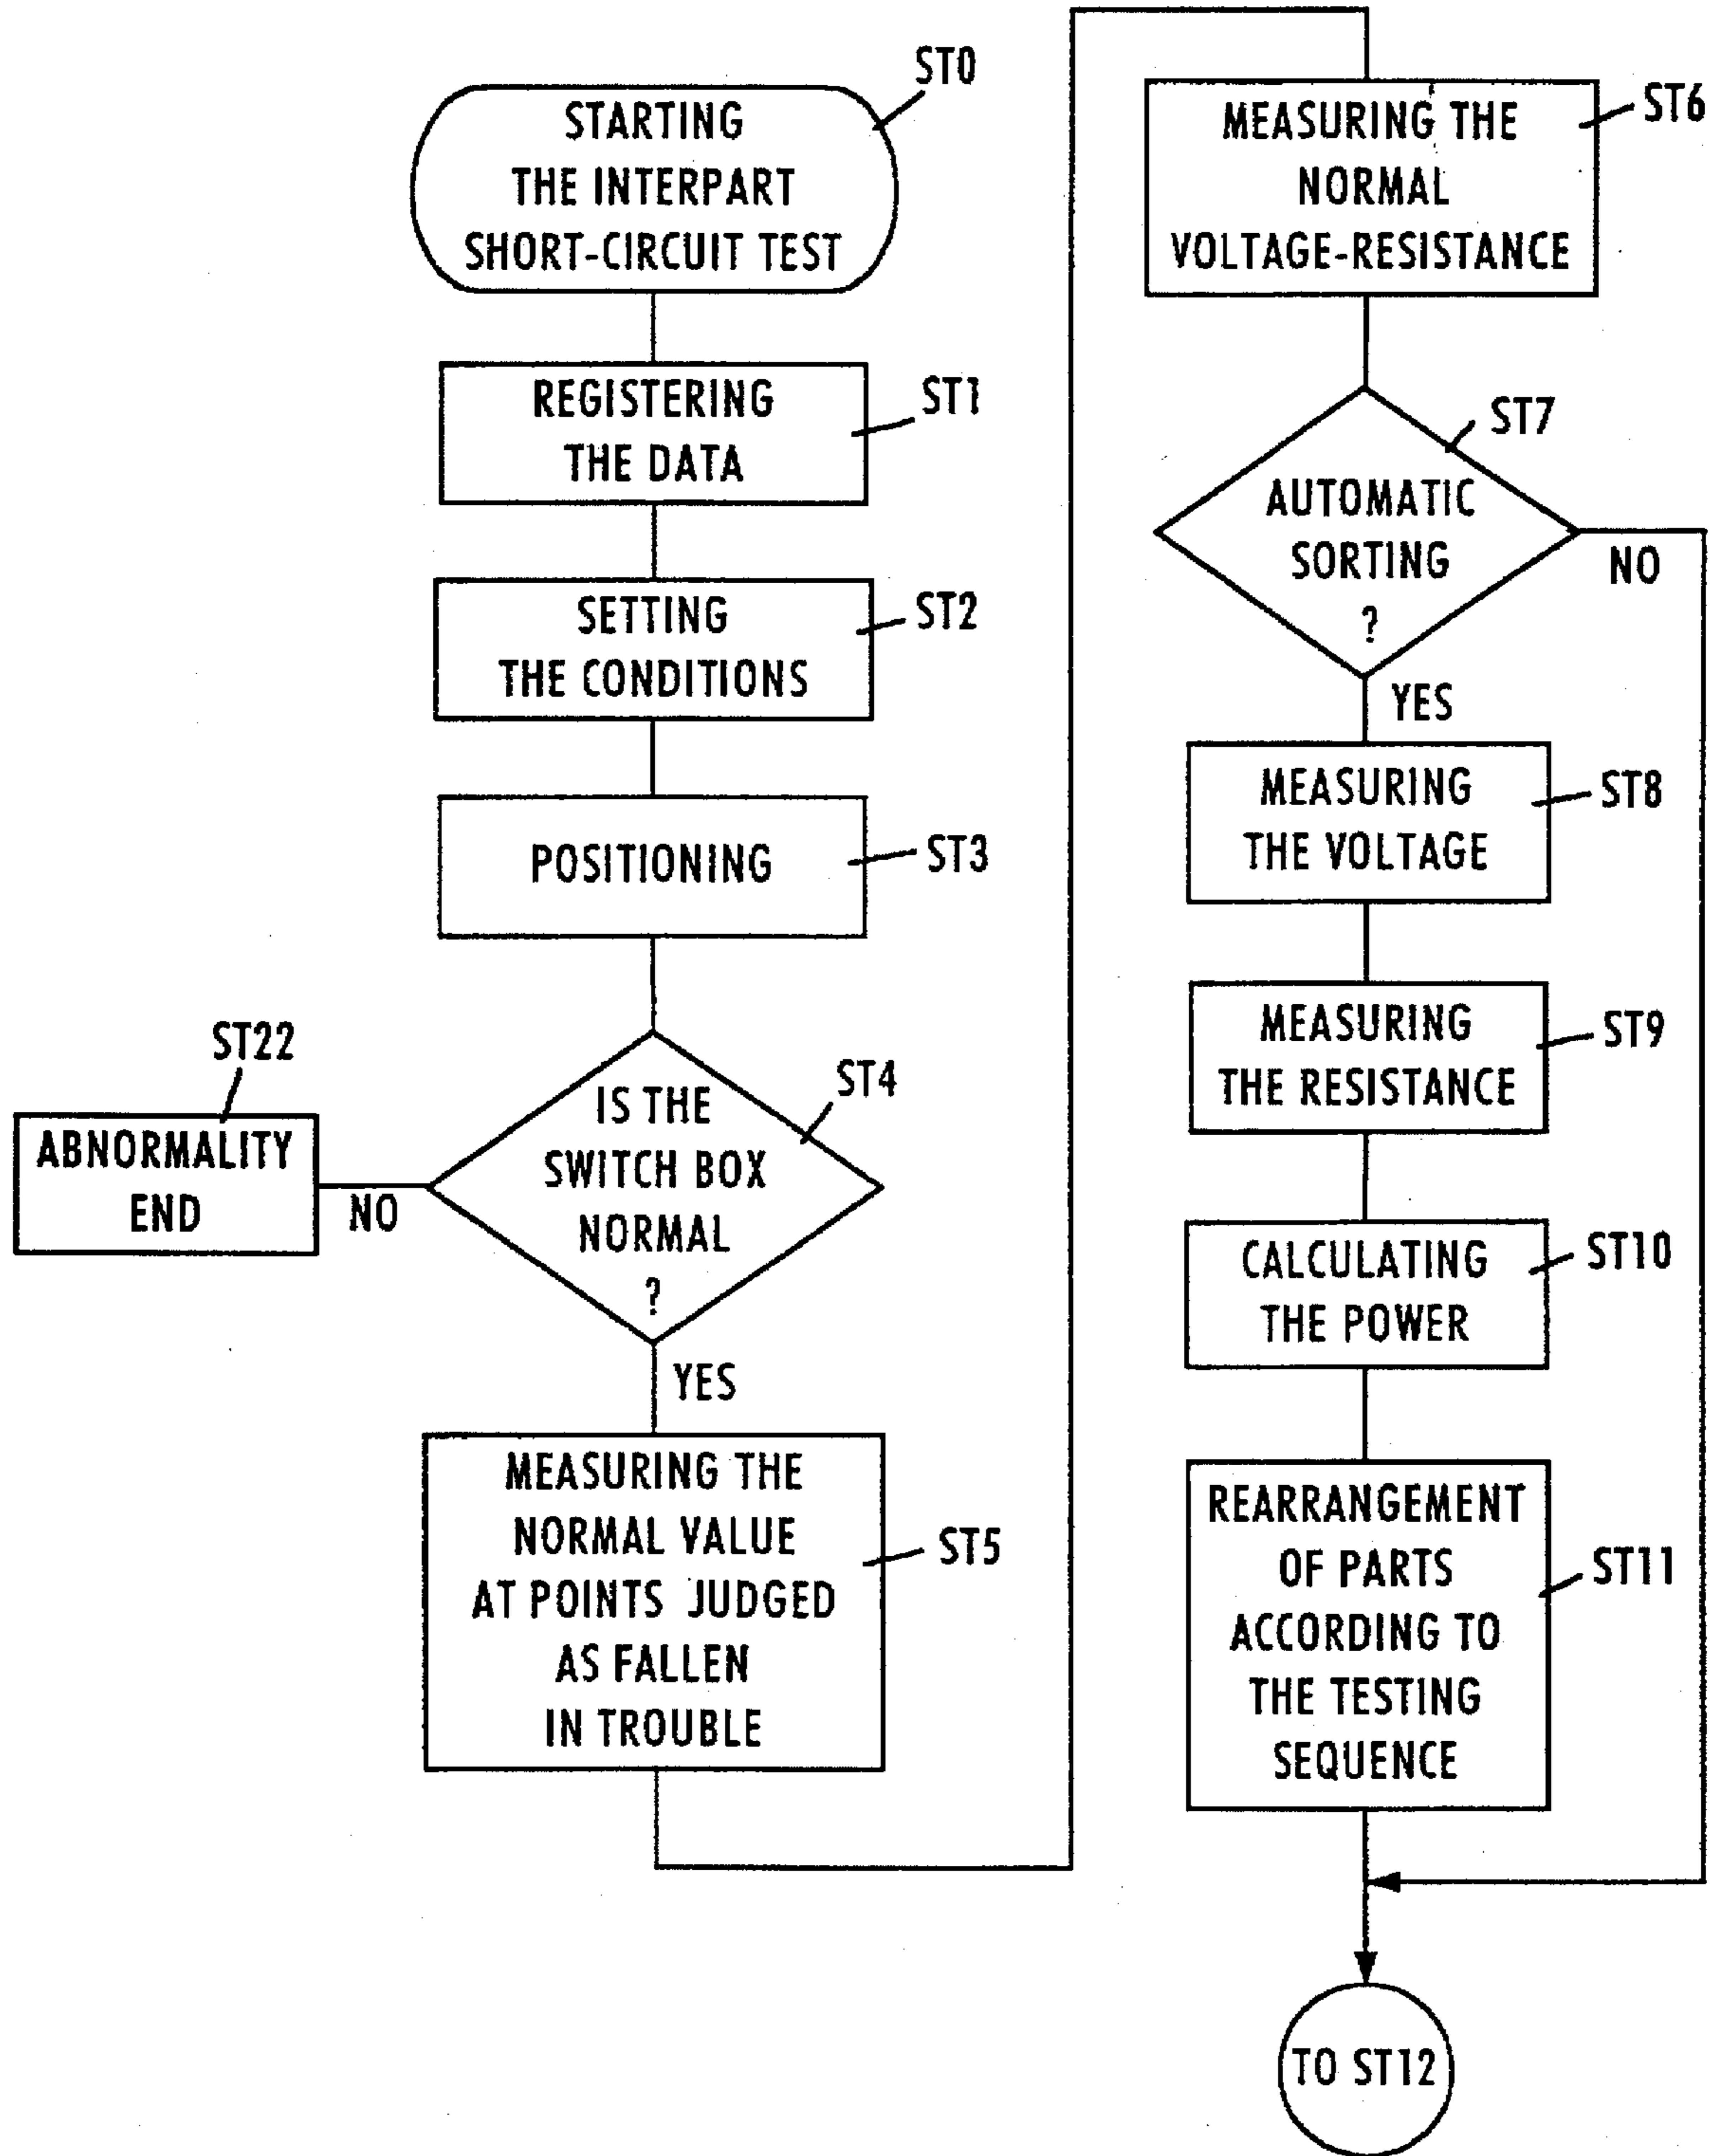 ST0
STARTING
THE INTERPART
SHORT-CIRCUIT TEST
ST1
REGISTERING
THE DATA
ST2
SETTING
THE CONDITIONS
ST3
POSITIONING
ST4
IS THE
SWITCH BOX
NORMAL
?
NO
ST22
ABNORMALITY
END
YES
ST5
MEASURING THE
NORMAL VALUE
AT POINTS JUDGED
AS FALLEN
IN TROUBLE
ST6
MEASURING THE
NORMAL
VOLTAGE-RESISTANCE
ST7
AUTOMATIC
SORTING
?
NO
YES
ST8
MEASURING
THE VOLTAGE
ST9
MEASURING
THE RESISTANCE
ST10
CALCULATING
THE POWER
ST11
REARRANGEMENT
OF PARTS
ACCORDING TO
THE TESTING
SEQUENCE
TO ST12